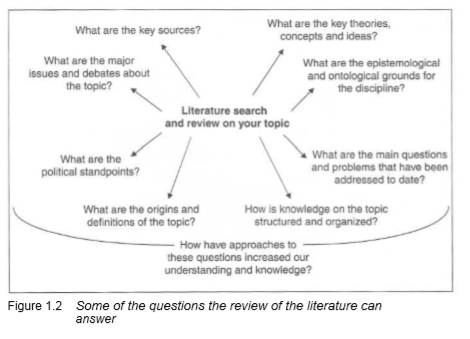 What are the key sources?
What are the key theories,
concepts and ideas?
What are the major
issues and debates about
the topic?
What are the epistemological
and ontological grounds for
the discipline?
Literature search
and review on your topic
What are the
political standpoints?
What are the main questions
and problems that have been
addressed to date?
What are the origins and
definitions of the topic?
How is knowledge on the topic
structured and organized?
How have approaches to
these questions increased our
understanding and knowledge?
Figure 1.2 Some of the questions the review of the literature can
answer